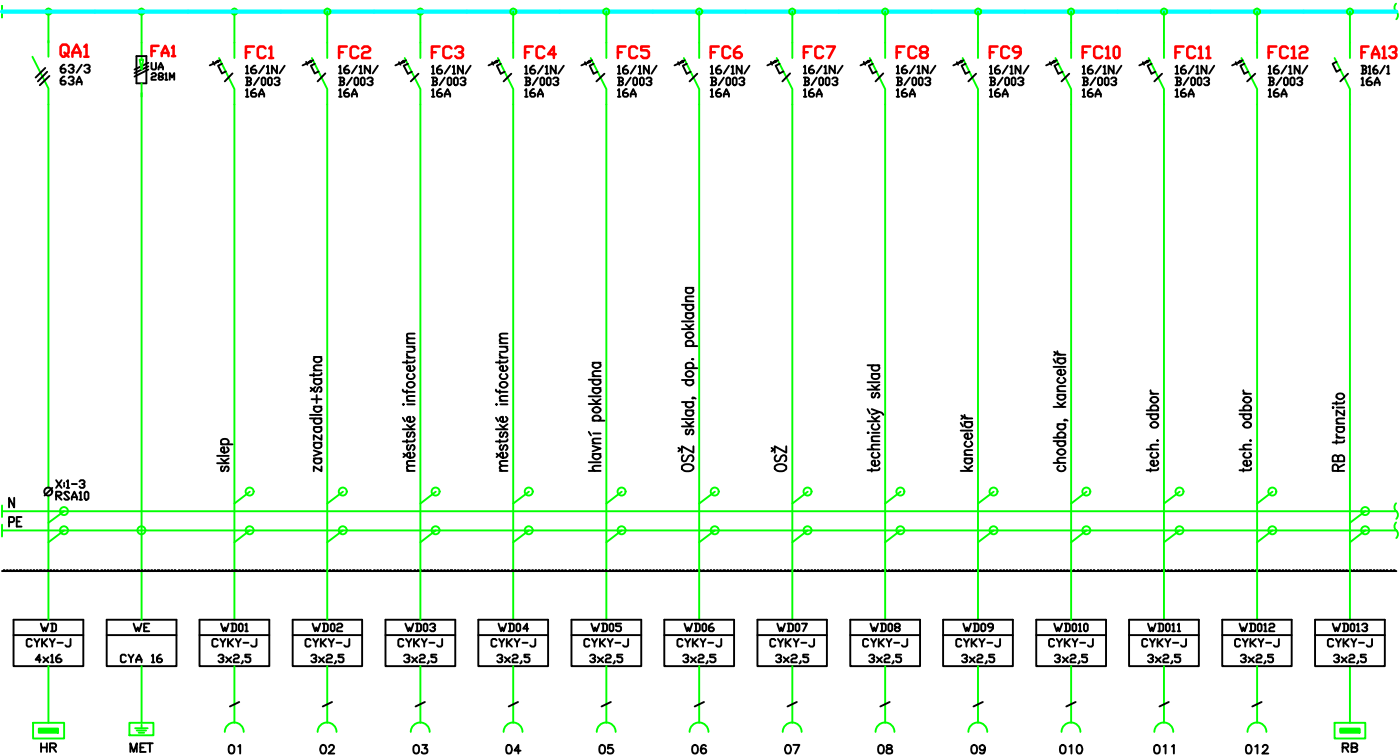 QA1
63/3
63A
FA1
UA
281M
FC1
16/1N/
B/003
16A
FC2
16/1N/
B/003
16A
FC3
16/1N/
B/003
16A
FC4
16/1N/
B/003
16A
FC5
16/1N/
B/003
16A
FC6
16/1N/
B/003
16A
FC7
16/1N/
B/003
16A
FC8
16/1N/
B/003
16A
FC9
16/1N/
B/003
16A
FC10
16/1N/
B/003
16A
FC11
16/1N/
B/003
16A
FC12
16/1N/
B/003
16A
FA13
B16/1
16A
sklep
zavazadla+šatna
městské infocetrum
městské infocetrum
hlavní pokladna
OSŽ sklad, dop. pokladna
OSŽ
technický sklad
kancelář
chodba, kancelář
tech. odbor
tech. odbor
RB tranzito
X:1-3
RSA10
N
PE
WD
CYKY-J
4x16
WE
CYA 16
WD01
CYKY-J
3x2,5
WD02
CYKY-J
3x2,5
WD03
CYKY-J
3x2,5
WD04
CYKY-J
3x2,5
WD05
CYKY-J
3x2,5
WD06
CYKY-J
3x2,5
WD07
CYKY-J
3x2,5
WD08
CYKY-J
3x2,5
WD09
CYKY-J
3x2,5
WD010
CYKY-J
3x2,5
WD011
CYKY-J
3x2,5
WD012
CYKY-J
3x2,5
WD013
CYKY-J
3x2,5
HR
MET
01
02
03
04
05
06
07
08
09
010
011
012
RB